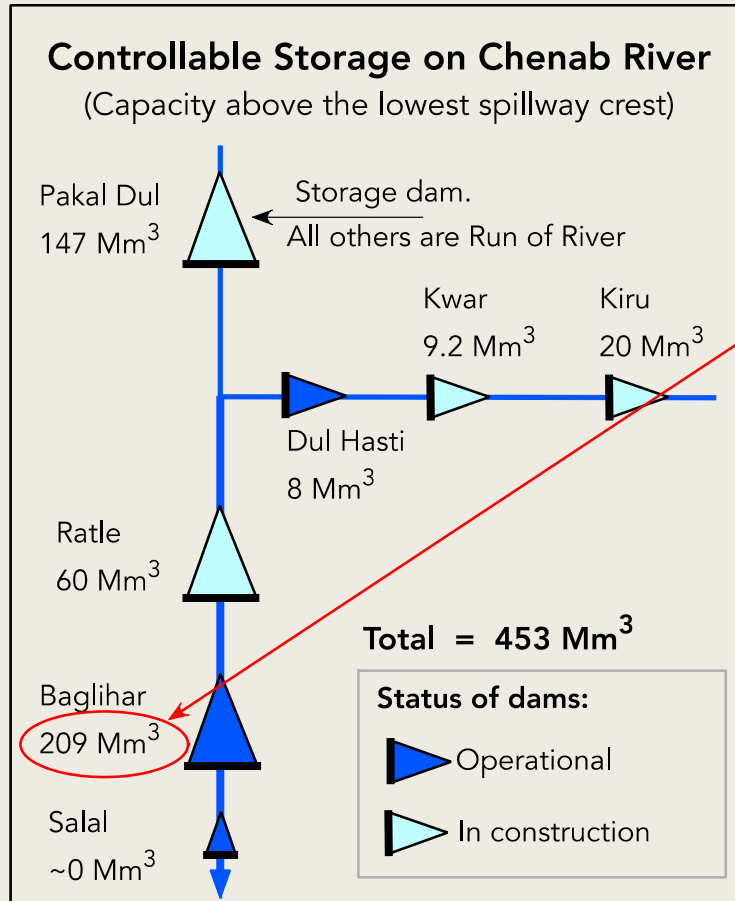 Controllable Storage on Chenab River
(Capacity above the lowest spillway crest)
Pakal Dul
147 Mm³
Storage dam.
All others are Run of River
Kwar
9.2 Mm³
Kiru
20 Mm³
Dul Hasti
8 Mm³
Ratle
60 Mm³
Total = 453 Mm³
Baglihar
209 Mm³
Status of dams:
Operational
In construction
Salal
~0 Mm³